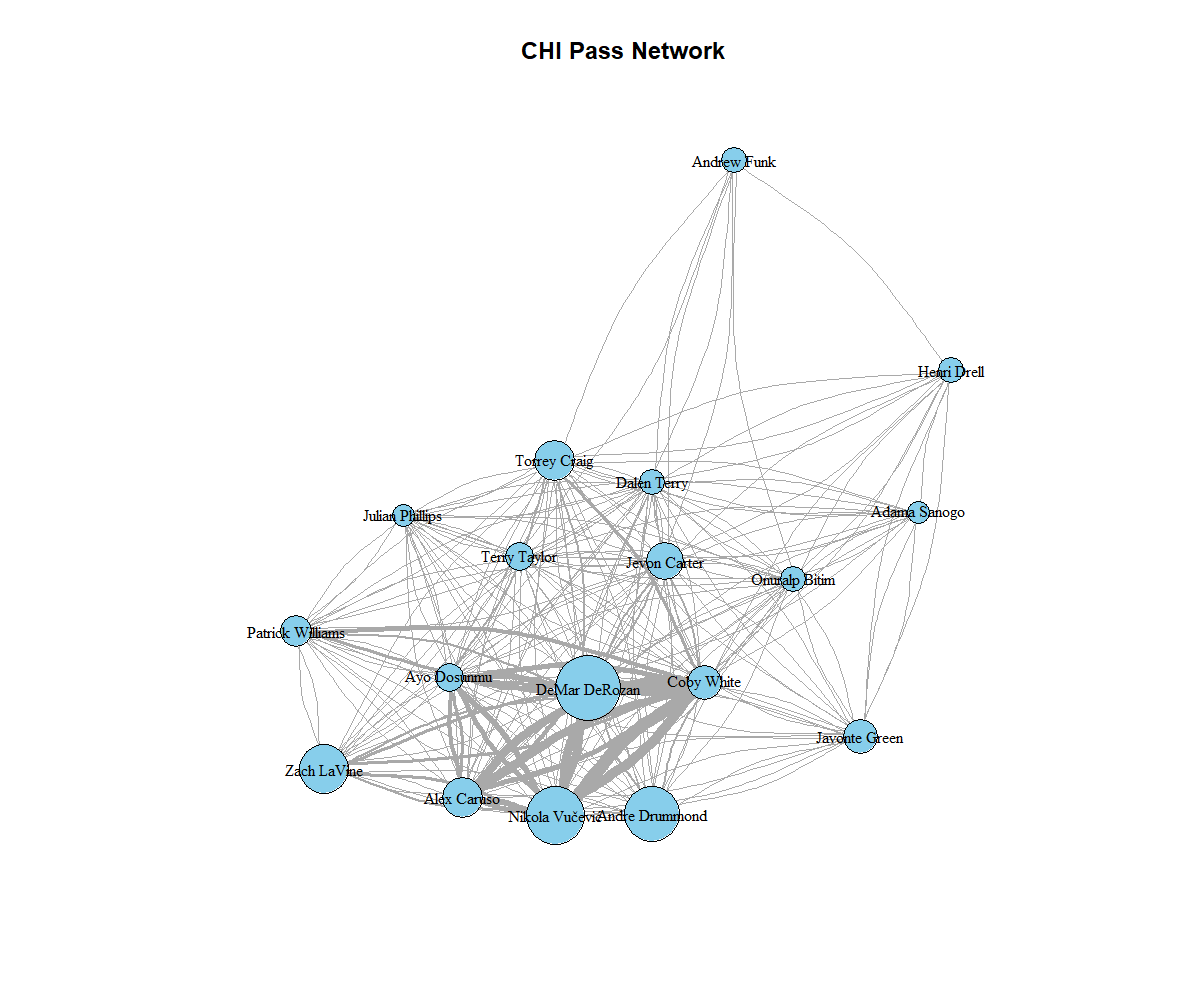 CHI Pass Network
Andrew Funk
Henri Drell
Torrey Craig
Dalen Terry
Adama Sanogo
Julian Phillips
Terry Taylor
Jevon Carter
Onuralp Bitim
Patrick Williams
Ayo Dosunmu
DeMar DeRozan
Coby White
Javonte Green
Zach LaVine
Alex Caruso
Nikola Vučević
Andre Drummond